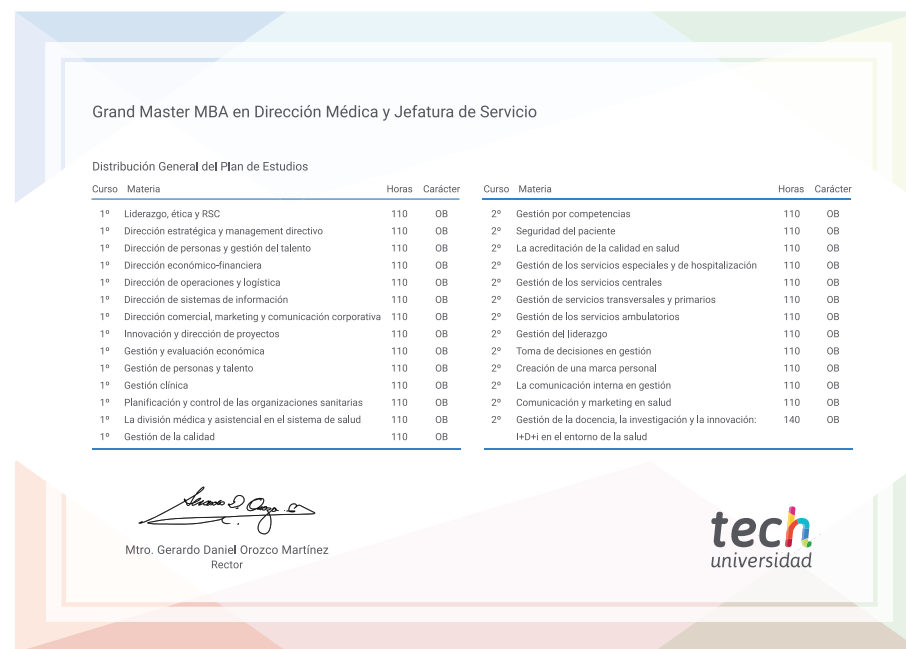 Grand Master MBA en Dirección Médica y Jefatura de Servicio
Distribución General del Plan de Estudios
Curso Materia Horas Carácter
1º Liderazgo, ética y RSC 110 OB
1º Dirección estratégica y management directivo 110 OB
1º Dirección de personas y gestión del talento 110 OB
1º Dirección económico-financiera 110 OB
1º Dirección de operaciones y logística 110 OB
1º Dirección de sistemas de información 110 OB
1º Dirección comercial, marketing y comunicación corporativa 110 OB
1º Innovación y dirección de proyectos 110 OB
1º Gestión y evaluación económica 110 OB
1º Gestión de personas y talento 110 OB
1º Gestión clínica 110 OB
1º Planificación y control de las organizaciones sanitarias 110 OB
1º La división médica y asistencial en el sistema de salud 110 OB
1º Gestión de la calidad 110 OB
Curso Materia Horas Carácter
2º Gestión por competencias 110 OB
2º Seguridad del paciente 110 OB
2º La acreditación de la calidad en salud 110 OB
2º Gestión de los servicios especiales y de hospitalización 110 OB
2º Gestión de los servicios centrales 110 OB
2º Gestión de servicios transversales y primarios 110 OB
2º Gestión de los servicios ambulatorios 110 OB
2º Gestión del liderazgo 110 OB
2º Toma de decisiones en gestión 110 OB
2º Creación de una marca personal 110 OB
2º La comunicación interna en gestión 110 OB
2º Comunicación y marketing en salud 110 OB
2º Gestión de la docencia, la investigación y la innovación: 140 OB
I+D+i en el entorno de la salud
Mtro. Gerardo Daniel Orozco Martínez
Rector
tech
universidad